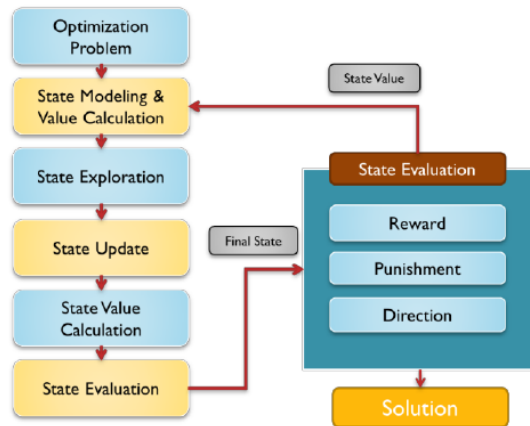 Optimization
Problem
State Modeling &
Value Calculation
State Exploration
State Update
State Value
Calculation
State Evaluation
State Value
Final State
State Evaluation
Reward
Punishment
Direction
Solution